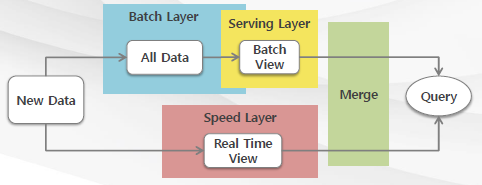 Batch Layer
Serving Layer
All Data
Batch
View
New Data
Merge
Query
Speed Layer
Real Time
View